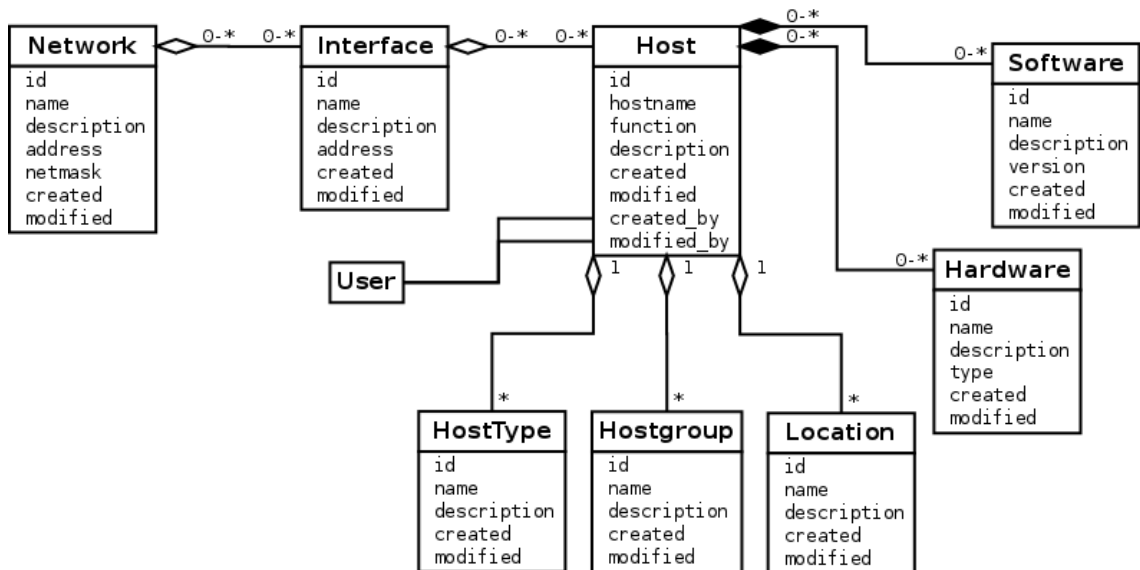 Network
id
name
description
address
netmask
created
modified
0-*
0-*
Interface
id
name
description
address
created
modified
0-*
0-*
Host
id
hostname
function
description
created
modified
created_by
modified_by
0-*
0-*
0-*
Software
id
name
description
version
created
modified
0-*
Hardware
id
name
description
type
created
modified
User
1
1
1
*
*
*
HostType
id
name
description
created
modified
Hostgroup
id
name
description
created
modified
Location
id
name
description
created
modified